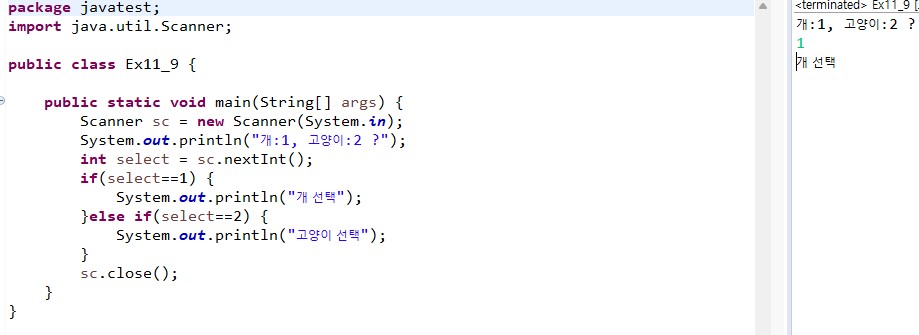 package javatest;
import java.util.Scanner;
public class Ex11_9 {
public static void main(String[] args) {
Scanner sc = new Scanner(System.in);
System.out.println("개:1, 고양이:2 ?");
int select = sc.nextInt();
if(select==1) {
System.out.println("개 선택");
}else if(select==2) {
System.out.println("고양이 선택");
}
sc.close();
}
}
<terminated> Ex11_9 [
개:1, 고양이:2 ?
1
개 선택